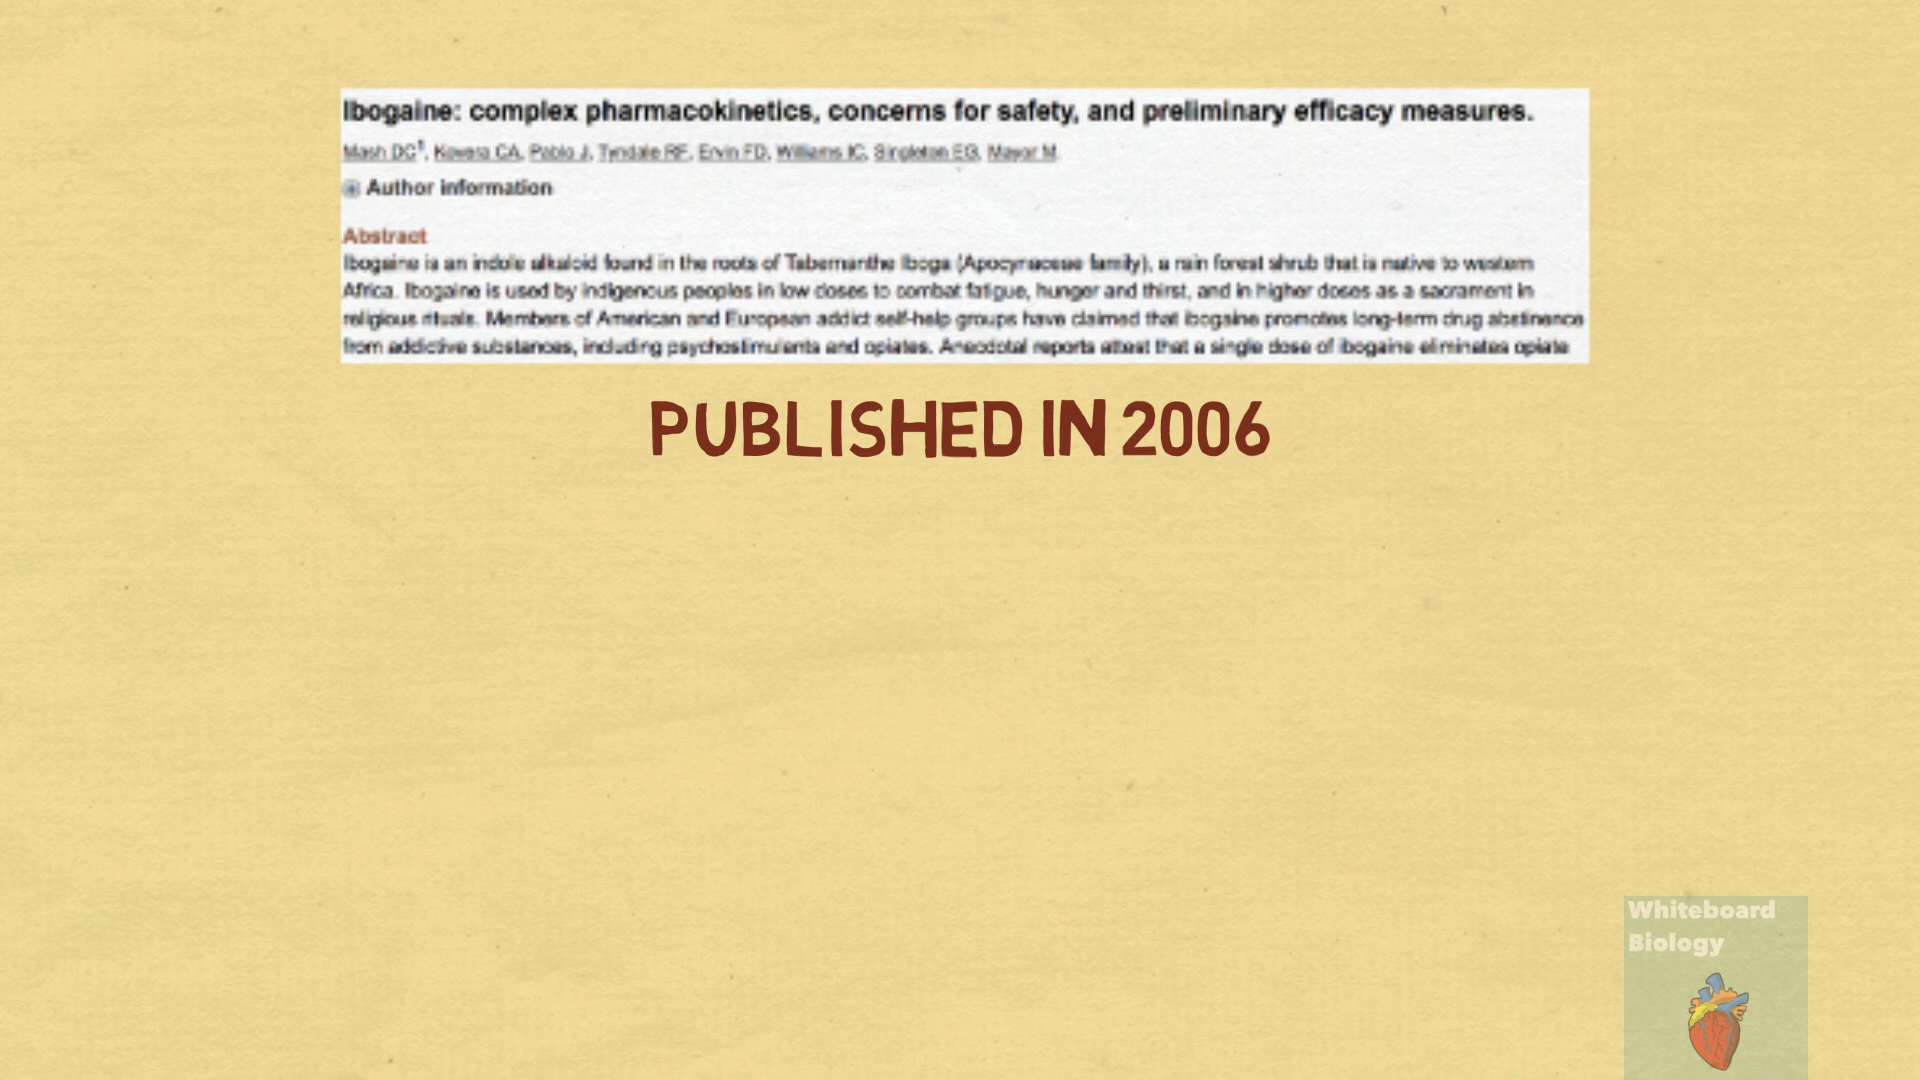 Ibogaine: complex pharmacokinetics, concerns for safety, and preliminary efficacy measures.
Mash DC1, Kovera CA, Pablo J, Tyndale RF, Ervin FD, Williams IC, Singleton EG, Mayor M.
Author information
Abstract
Ibogaine is an indole alkaloid found in the roots of Tabernanthe Iboga (Apocynaceae family), a rain forest shrub that is native to western
Africa. Ibogaine is used by indigenous peoples in low doses to combat fatigue, hunger and thirst, and in higher doses as a sacrament in
religious rituals. Members of American and European addict self-help groups have claimed that ibogaine promotes long-term drug abstinence
from addictive substances, including psychostimulants and opiates. Anecdotal reports attest that a single dose of ibogaine eliminates opiate
PUBLISHED IN 2006
Whiteboard
Biology